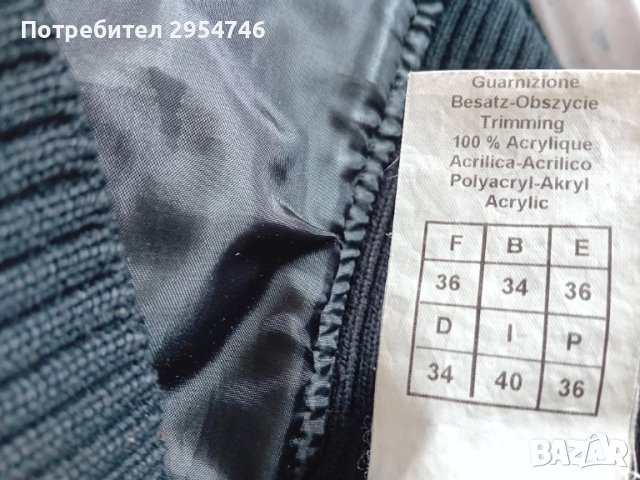 Потребител 2954746
Guarnizione
Besatz-Obszycie
Trimming
100 % Acrylique
Acrilica-Acrilico
Polyacryl-Akryl
Acrylic
F B E
36 34 36
D I P
34 40 36
BAZAR